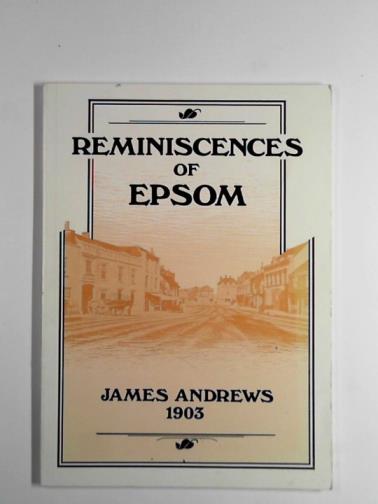 REMINISCENCES
OF
EPSOM
JAMES ANDREWS
1903